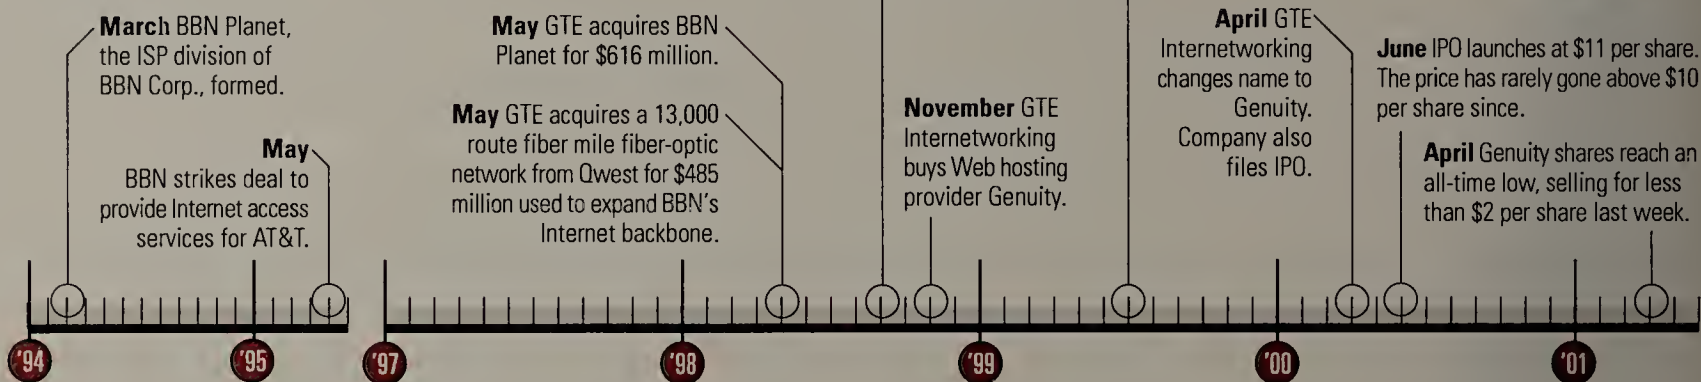 March BBN Planet,
the ISP division of
BBN Corp., formed.
May
BBN strikes deal to
provide Internet access
services for AT&T.
May GTE acquires BBN
Planet for $616 million.
May GTE acquires a 13,000
route fiber mile fiber-optic
network from Qwest for $485
million used to expand BBN's
Internet backbone.
November GTE
Internetworking
buys Web hosting
provider Genuity.
April GTE
Internetworking
changes name to
Genuity.
Company also
files IPO.
June IPO launches at $11 per share.
The price has rarely gone above $10
per share since.
April Genuity shares reach an
all-time low, selling for less
than $2 per share last week.
'94 '95 '97 '98 '99 '00 '01